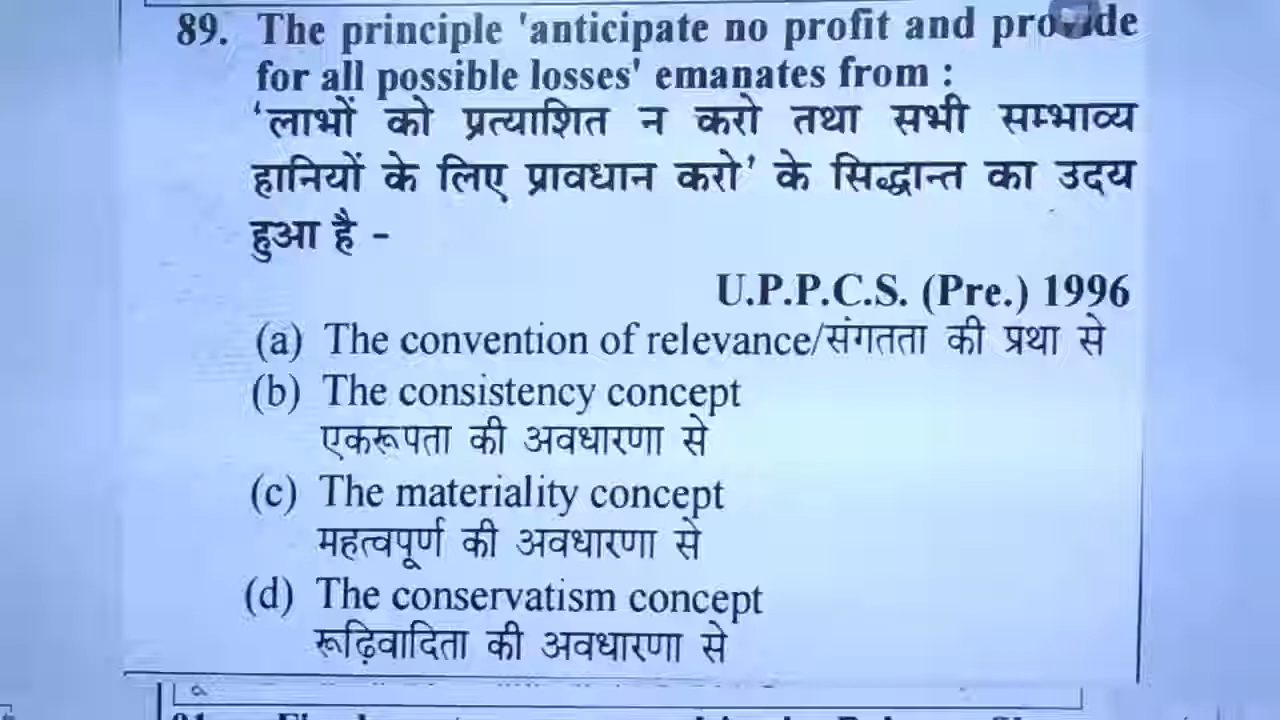 89. The principle 'anticipate no profit and provide
for all possible losses' emanates from :
'लाभों को प्रत्याशित न करो तथा सभी सम्भाव्य
हानियों के लिए प्रावधान करो' के सिद्धान्त का उदय
हुआ है -
U.P.P.C.S. (Pre.) 1996
(a) The convention of relevance/संगतता की प्रथा से
(b) The consistency concept
एकरूपता की अवधारणा से
(c) The materiality concept
महत्वपूर्ण की अवधारणा से
(d) The conservatism concept
रूढ़िवादिता की अवधारणा से